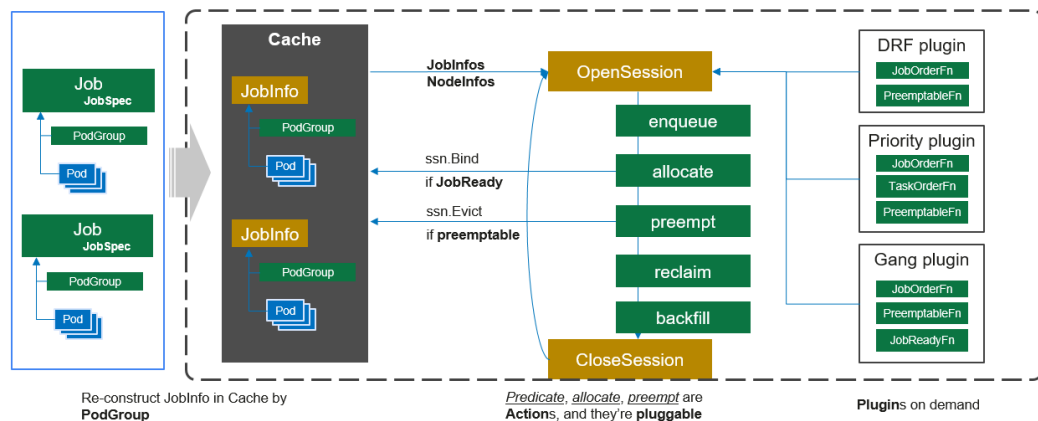 Job
JobSpec
PodGroup
Pod
Job
JobSpec
PodGroup
Pod
Cache
JobInfo
PodGroup
Pod
JobInfo
PodGroup
Pod
JobInfos
NodeInfos
ssn.Bind
if JobReady
ssn.Evict
if preemptable
OpenSession
enqueue
allocate
preempt
reclaim
backfill
CloseSession
DRF plugin
JobOrderFn
PreemptableFn
Priority plugin
JobOrderFn
TaskOrderFn
PreemptableFn
Gang plugin
JobOrderFn
PreemptableFn
JobReadyFn
Re-construct JobInfo in Cache by
PodGroup
Predicate, allocate, preempt are
Actions, and they're pluggable
Plugins on demand